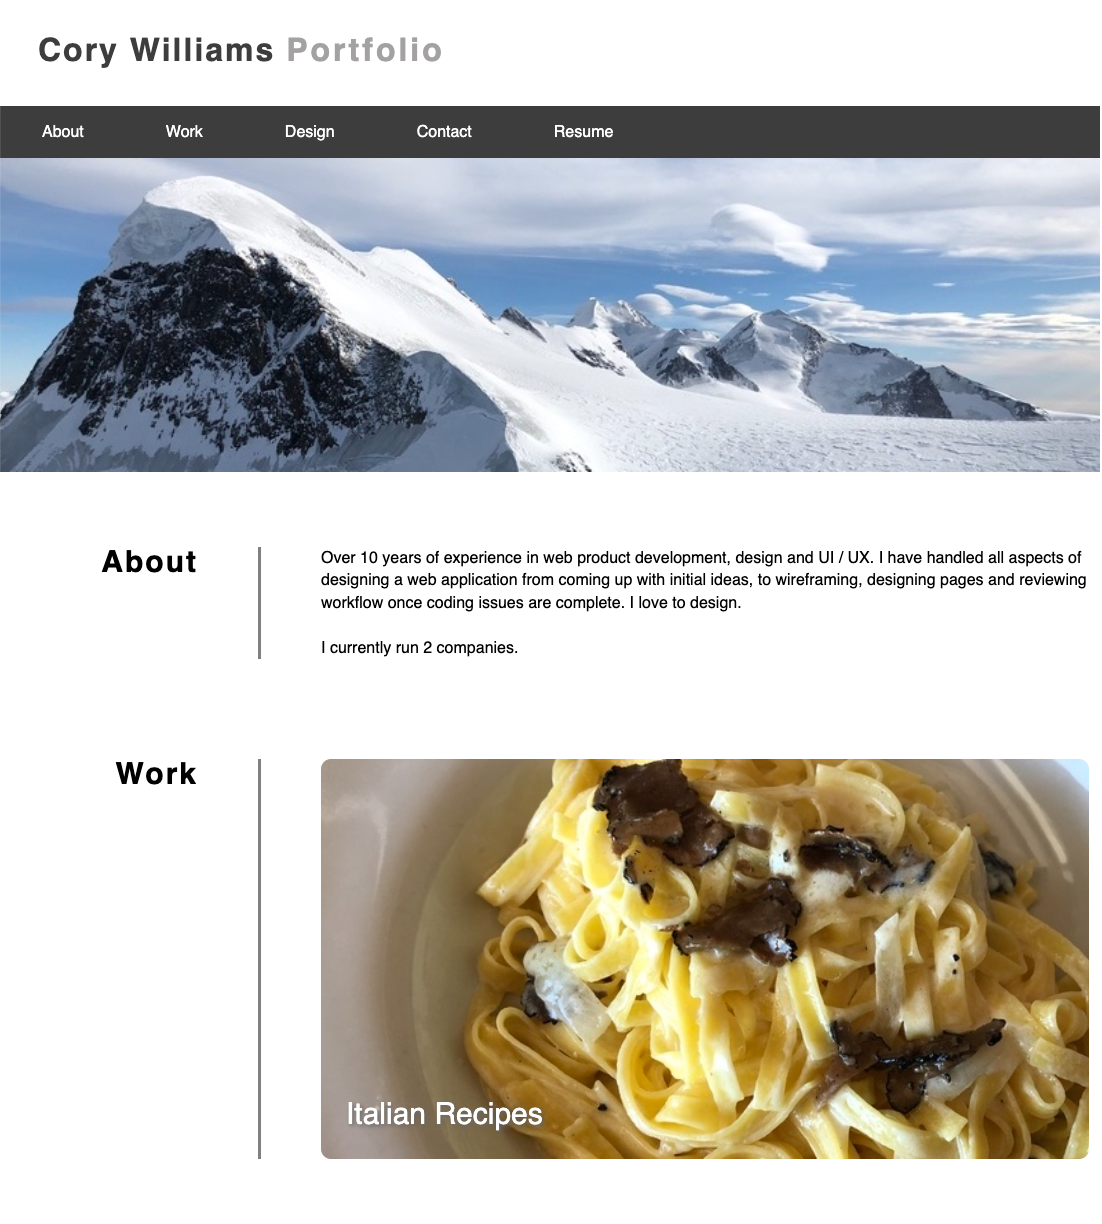 Cory Williams Portfolio
About Work Design Contact Resume
About
Over 10 years of experience in web product development, design and UI / UX. I have handled all aspects of
designing a web application from coming up with initial ideas, to wireframing, designing pages and reviewing
workflow once coding issues are complete. I love to design.
I currently run 2 companies.
Work
Italian Recipes